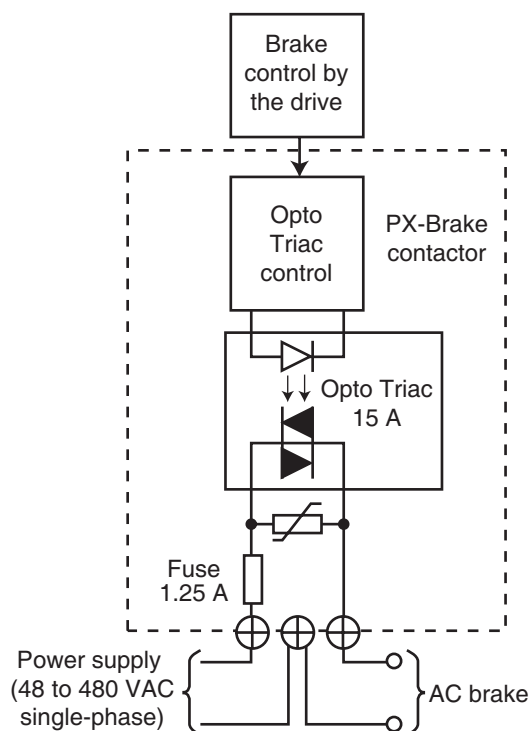 Brake
control by
the drive
Opto
Triac
control
PX-Brake
contactor
Opto Triac
15 A
Fuse
1.25 A
Power supply
(48 to 480 VAC
single-phase)
AC brake